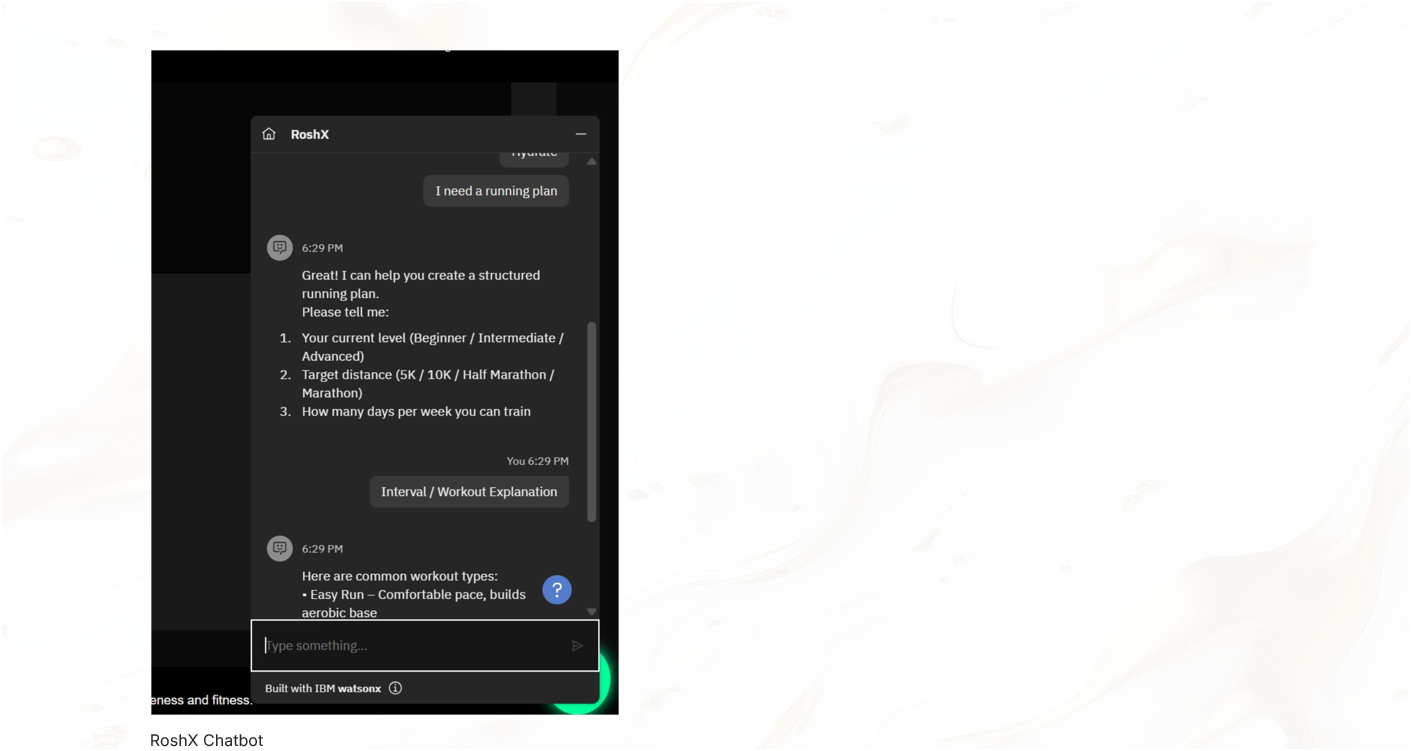 RoshX
Hydrate
I need a running plan
6:29 PM
Great! I can help you create a structured
running plan.
Please tell me:
1. Your current level (Beginner / Intermediate /
Advanced)
2. Target distance (5K / 10K / Half Marathon /
Marathon)
3. How many days per week you can train
You 6:29 PM
Interval / Workout Explanation
6:29 PM
Here are common workout types:
• Easy Run – Comfortable pace, builds
aerobic base
?
Type something...
Built with IBM watsonx
eness and fitness.
RoshX Chatbot